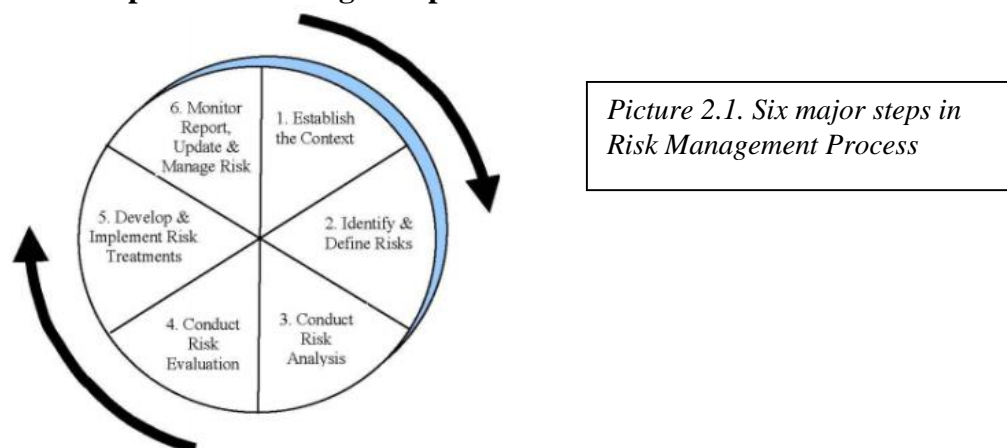 1. Establish
the Context
2. Identify &
Define Risks
3. Conduct
Risk
Analysis
4. Conduct
Risk
Evaluation
5. Develop &
Implement Risk
Treatments
6. Monitor
Report,
Update &
Manage Risk
Picture 2.1. Six major steps in
Risk Management Process